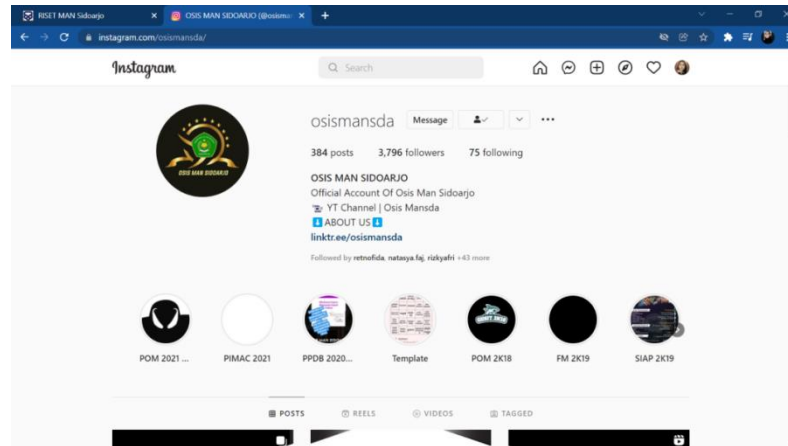 RISET MAN Sidoarjo
OSIS MAN SIDOARJO (@osisman
instagram.com/osismansda/
Instagram
Search
OSIS MAN SIDOARJO
osismansda
Message
384 posts 3,796 followers 75 following
OSIS MAN SIDOARJO
Official Account Of Osis Man Sidoarjo
YT Channel | Osis Mansda
ABOUT US
linktr.ee/osismansda
Followed by retnofida, natasya.faj, rizkyafri +43 more
POM 2021 ...
PIMAC 2021
PPDB 2020...
Template
POM 2K18
FM 2K19
SIAP 2K19
POSTS
REELS
VIDEOS
TAGGED